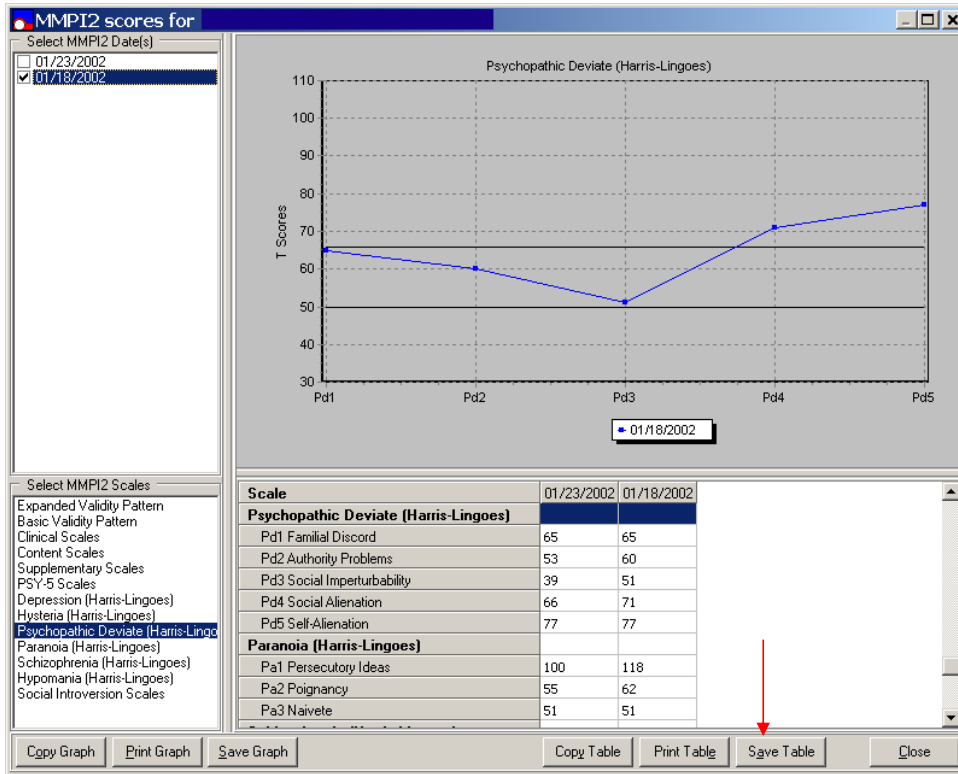 MMPI2 scores for
Select MMPI2 Date(s)
01/23/2002
01/18/2002
Psychopathic Deviate (Harris-Lingoes)
110
100
90
80
70
60
50
40
30
T Scores
Pd1 Pd2 Pd3 Pd4 Pd5
01/18/2002
Select MMPI2 Scales
Expanded Validity Pattern
Basic Validity Pattern
Clinical Scales
Content Scales
Supplementary Scales
PSY-5 Scales
Depression (Harris-Lingoes)
Hysteria (Harris-Lingoes)
Psychopathic Deviate (Harris-Lingo
Paranoia (Harris-Lingoes)
Schizophrenia (Harris-Lingoes)
Hypomania (Harris-Lingoes)
Social Introversion Scales
Scale 01/23/2002 01/18/2002
Psychopathic Deviate (Harris-Lingoes)
Pd1 Familial Discord 65 65
Pd2 Authority Problems 53 60
Pd3 Social Imperturbability 39 51
Pd4 Social Alienation 66 71
Pd5 Self-Alienation 77 77
Paranoia (Harris-Lingoes)
Pa1 Persecutory Ideas 100 118
Pa2 Poignancy 55 62
Pa3 Naivete 51 51
Copy Graph Print Graph Save Graph Copy Table Print Table Save Table Close